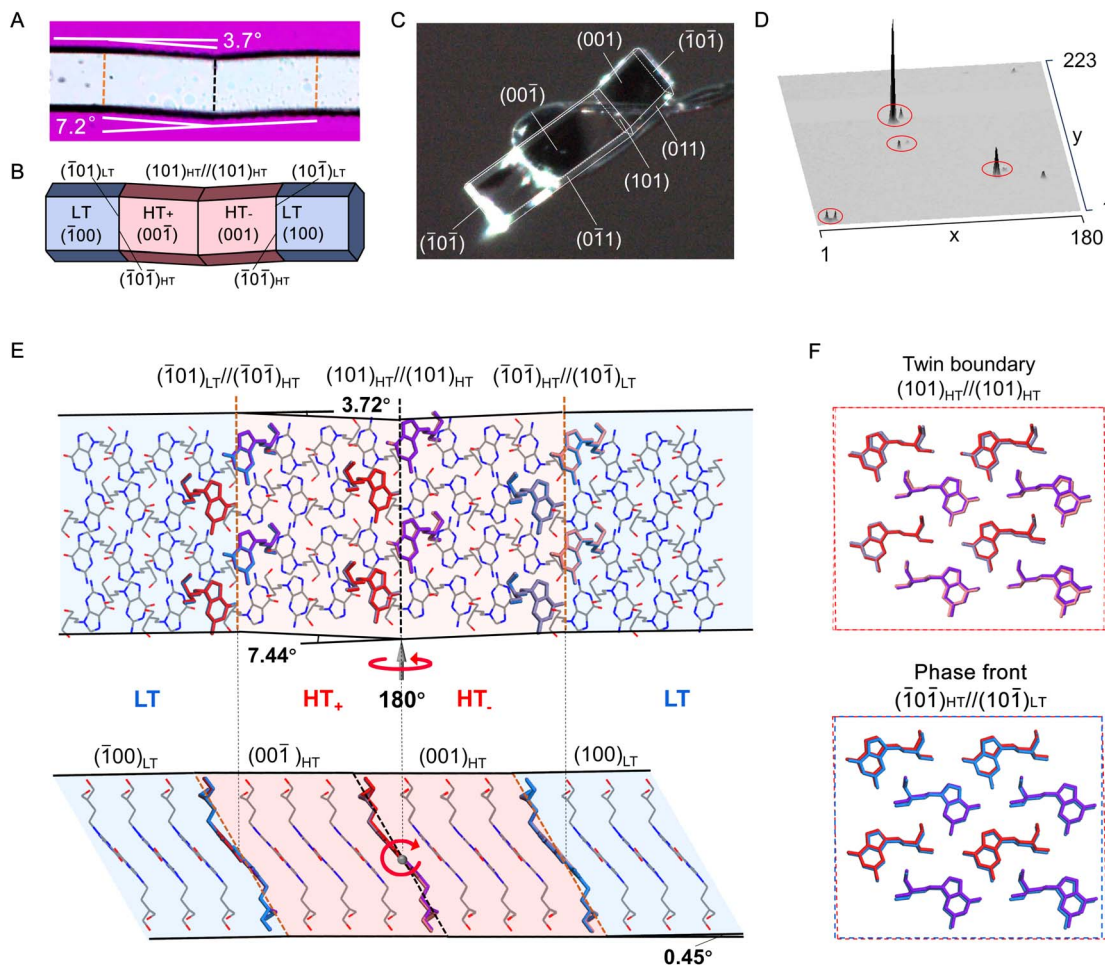 A
3.7°
7.2°
B
(1̄01)LT
(101)HT//(101)HT
(101̄)LT
LT
(1̄00)
HT+
(001̄)
HT-
(001)
LT
(100)
(1̄01̄)HT
(1̄01̄)HT
C
(001)
(1̄01̄)
(001̄)
(011)
(101)
(01̄1)
(1̄01̄)
D
223
y
1
x
180
1
E
(1̄01)LT//(1̄01̄)HT
(101)HT//(101)HT
(1̄01̄)HT//(101̄)LT
3.72°
7.44°
180°
LT
HT+
HT-
LT
(1̄00)LT
(001̄)HT
(001)HT
(100)LT
0.45°
F
Twin boundary
(101)HT//(101)HT
Phase front
(1̄01̄)HT//(101̄)LT